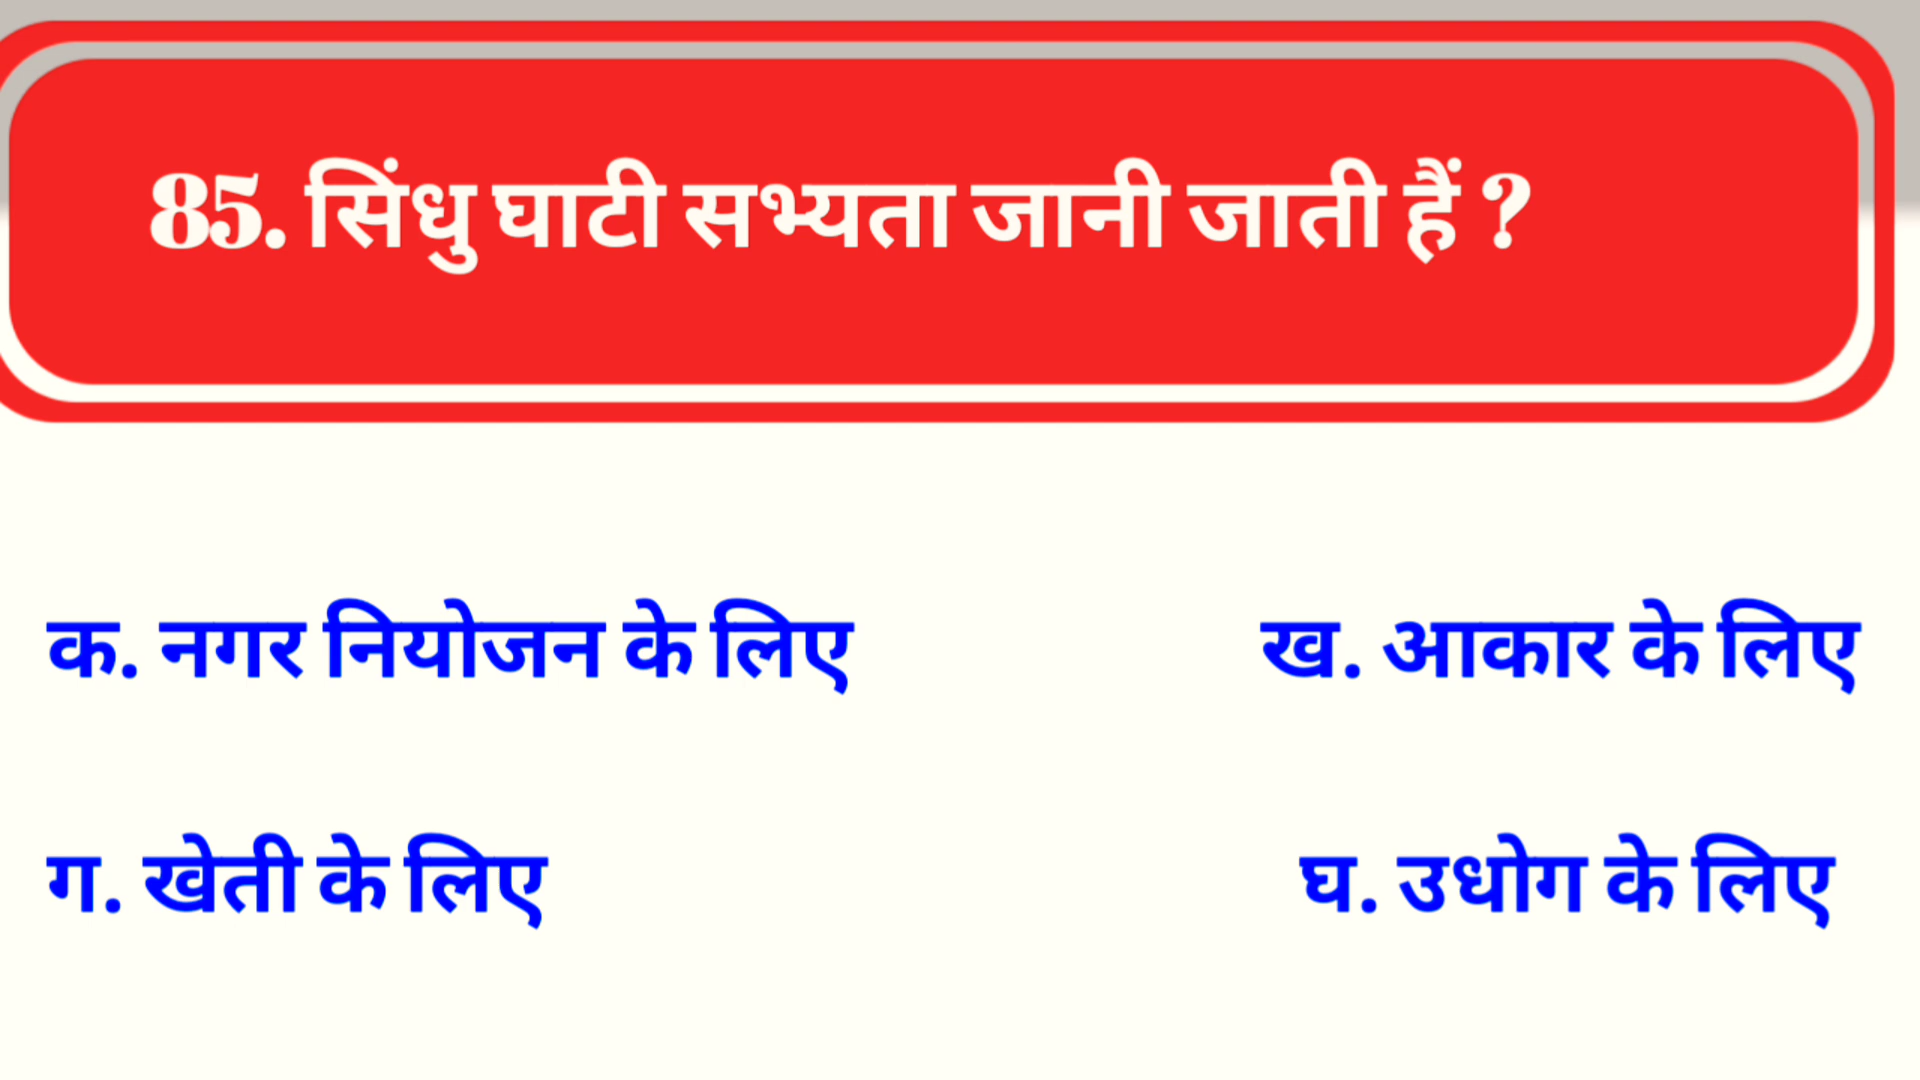 85. सिंधु घाटी सभ्यता जानी जाती हैं ?
क. नगर नियोजन के लिए
ख. आकार के लिए
ग. खेती के लिए
घ. उधोग के लिए